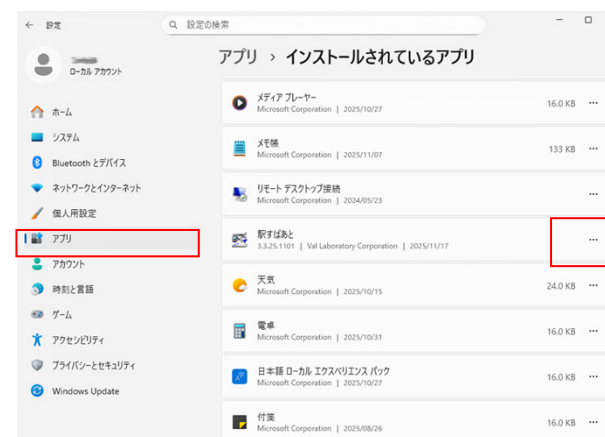 ← 設定
設定の検索
ローカル アカウント
ホーム
システム
Bluetooth とデバイス
ネットワークとインターネット
個人用設定
アプリ
アカウント
時刻と言語
ゲーム
アクセシビリティ
プライバシーとセキュリティ
Windows Update
アプリ › インストールされているアプリ
メディア プレーヤー
Microsoft Corporation | 2025/10/27
16.0 KB
メモ帳
Microsoft Corporation | 2025/11/07
133 KB
リモート デスクトップ接続
Microsoft Corporation | 2024/05/23
駅すぱあと
3.3.25.1101 | Val Laboratory Corporation | 2025/11/17
天気
Microsoft Corporation | 2025/10/15
24.0 KB
電卓
Microsoft Corporation | 2025/10/31
16.0 KB
日本語 ローカル エクスペリエンス パック
Microsoft Corporation | 2025/10/27
16.0 KB
付箋
Microsoft Corporation | 2025/08/26
16.0 KB